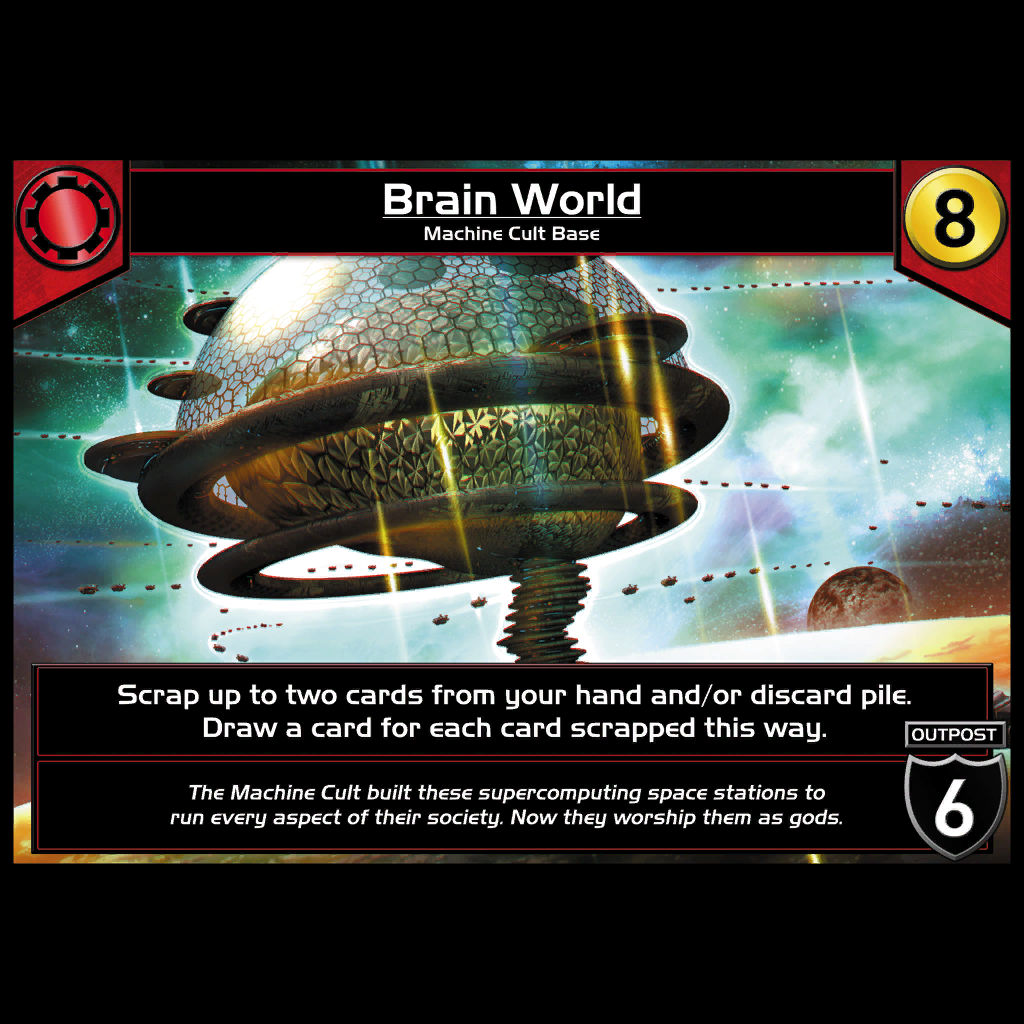 Brain World
Machine Cult Base
8
Scrap up to two cards from your hand and/or discard pile.
Draw a card for each card scrapped this way.
OUTPOST
6
The Machine Cult built these supercomputing space stations to
run every aspect of their society. Now they worship them as gods.